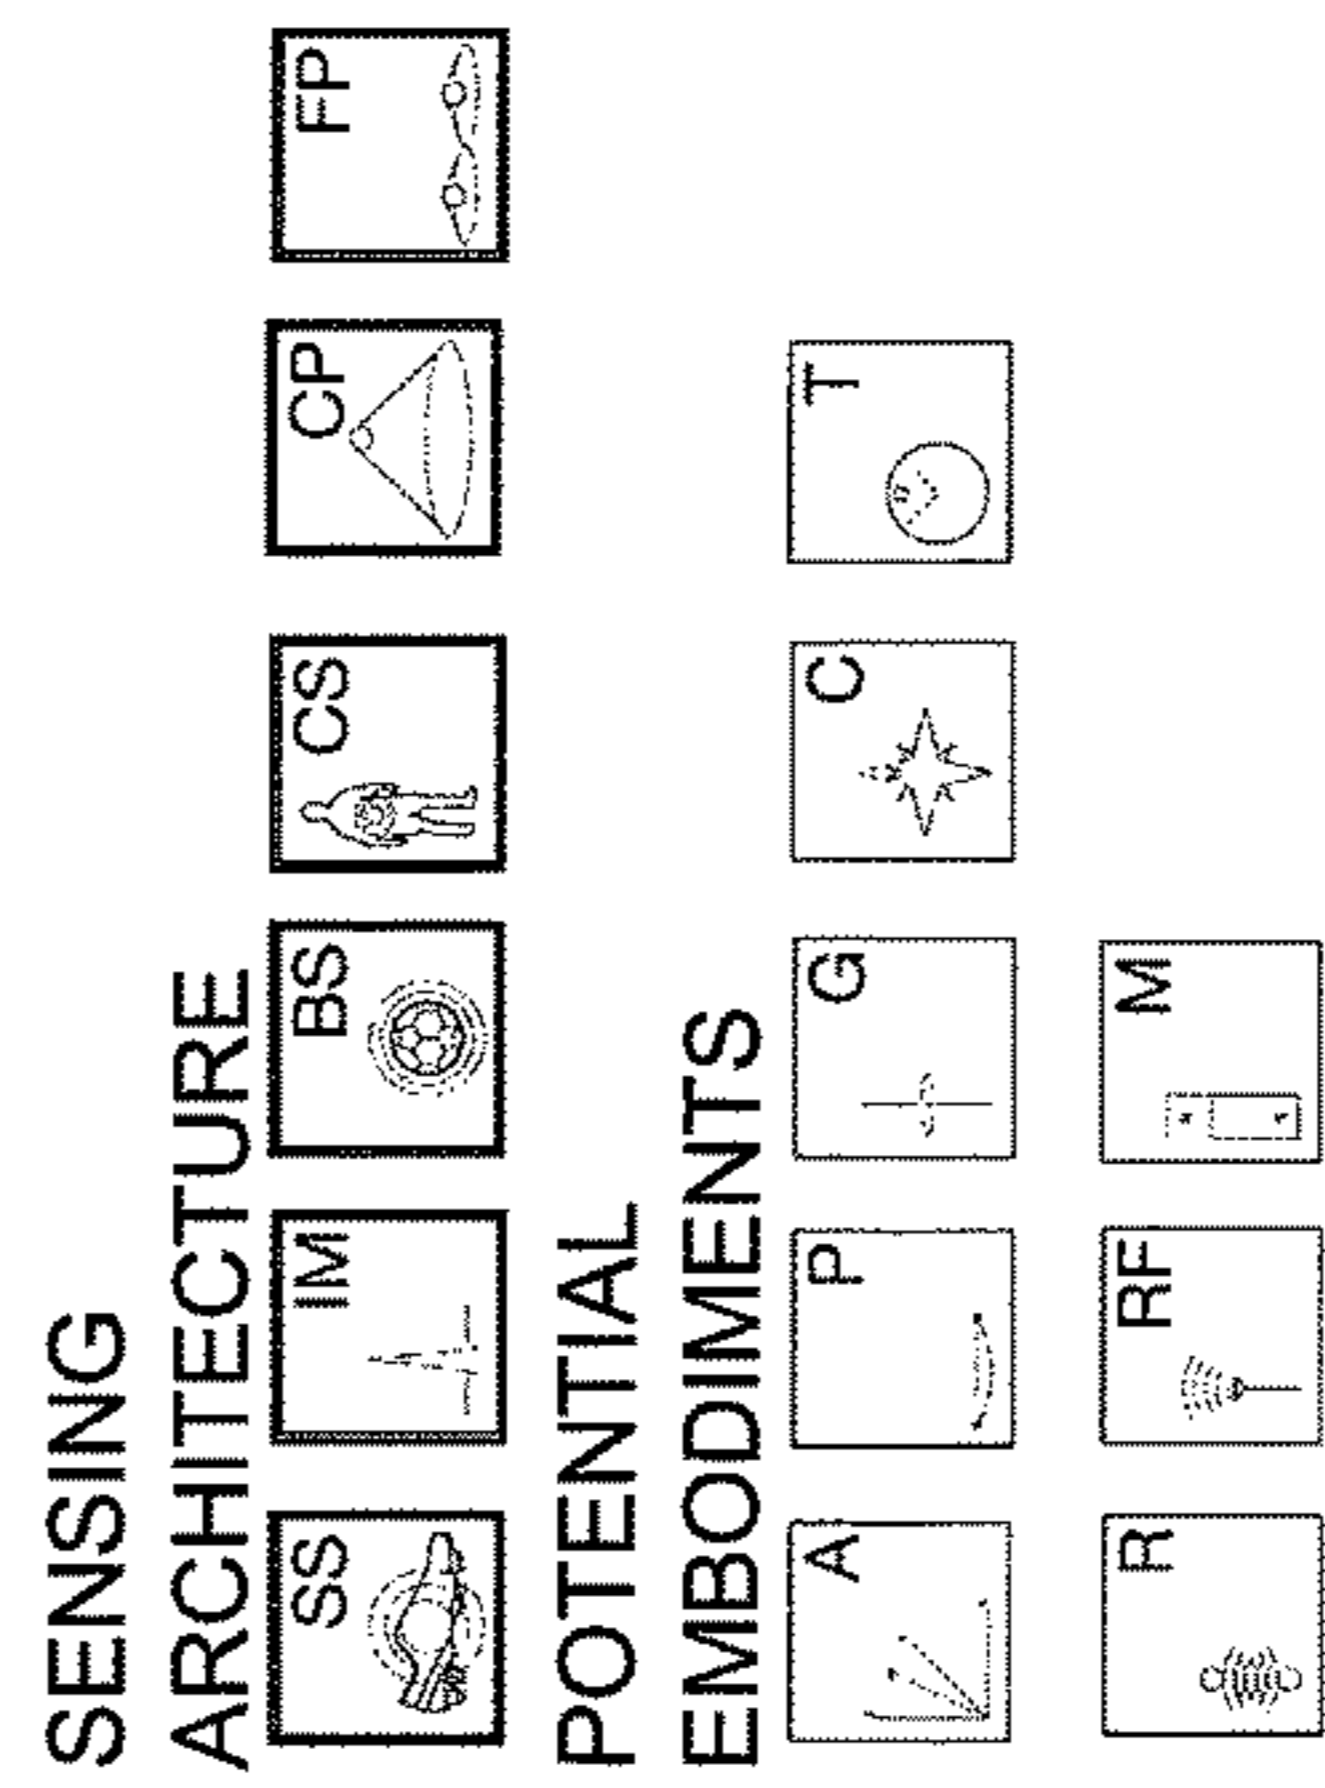 SENSING
ARCHITECTURE
SS IM BS CS CP FP
POTENTIAL
EMBODIMENTS
A P G C T
R RF M